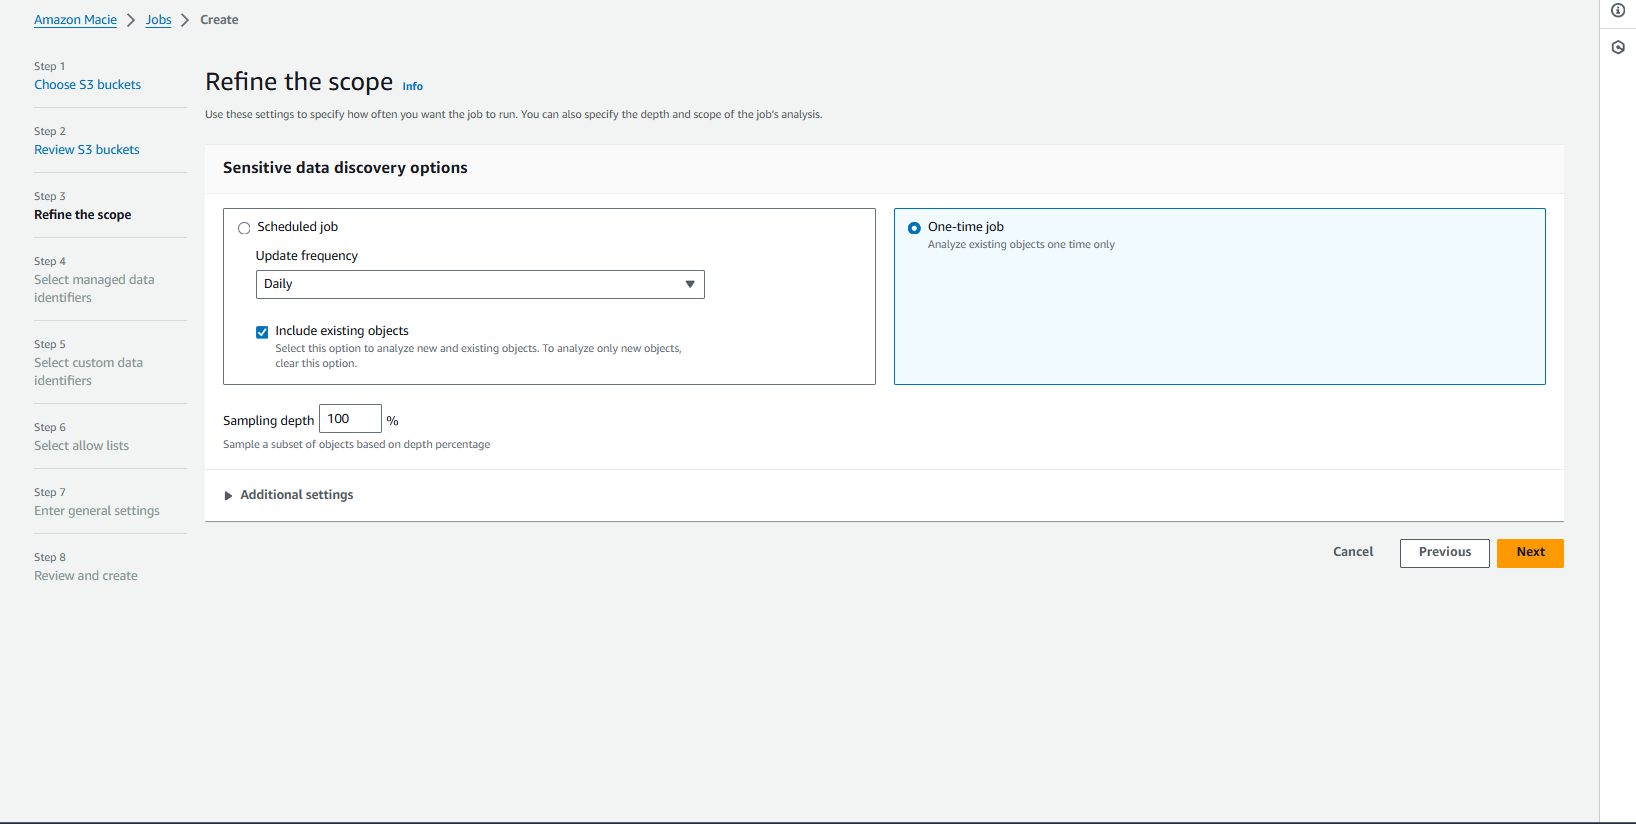 Amazon Macie > Jobs > Create
Step 1
Choose S3 buckets
Step 2
Review S3 buckets
Step 3
Refine the scope
Step 4
Select managed data
identifiers
Step 5
Select custom data
identifiers
Step 6
Select allow lists
Step 7
Enter general settings
Step 8
Review and create
Refine the scope Info
Use these settings to specify how often you want the job to run. You can also specify the depth and scope of the job's analysis.
Sensitive data discovery options
Scheduled job
Update frequency
Daily
Include existing objects
Select this option to analyze new and existing objects. To analyze only new objects,
clear this option.
One-time job
Analyze existing objects one time only
Sampling depth 100 %
Sample a subset of objects based on depth percentage
Additional settings
Cancel Previous Next